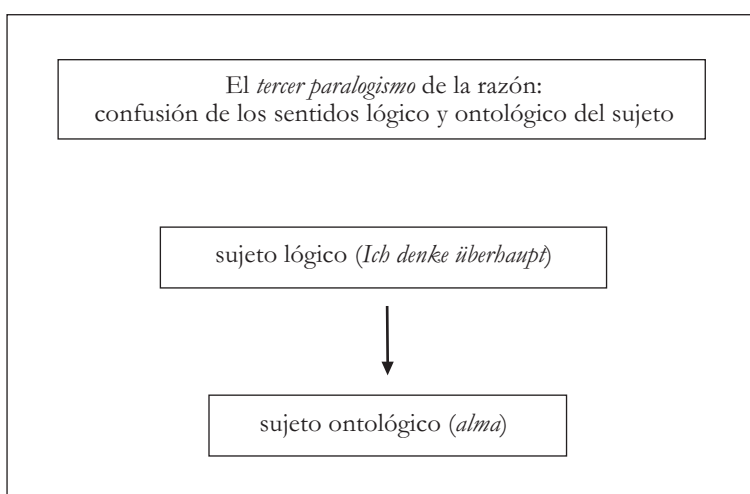 El tercer paralogismo de la razón:
confusión de los sentidos lógico y ontológico del sujeto
sujeto lógico (Ich denke überhaupt)
sujeto ontológico (alma)